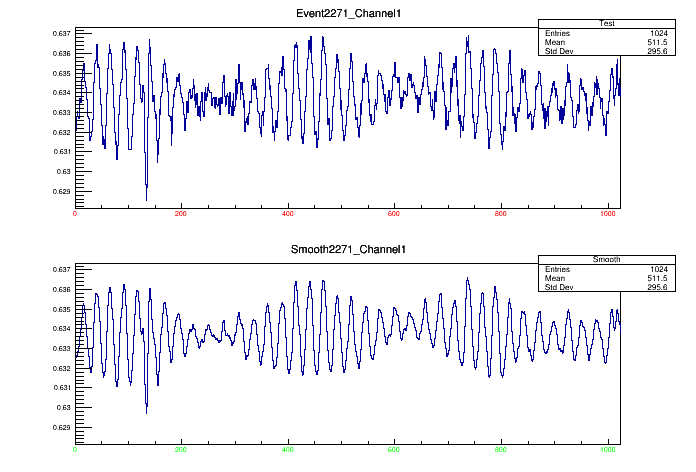 Event2271_Channel1
Test
Entries 1024
Mean 511.5
Std Dev 295.6
0.637
0.636
0.635
0.634
0.633
0.632
0.631
0.63
0.629
0 200 400 600 800 1000
Smooth2271_Channel1
Smooth
Entries 1024
Mean 511.5
Std Dev 295.6
0.637
0.636
0.635
0.634
0.633
0.632
0.631
0.63
0.629
0 200 400 600 800 1000